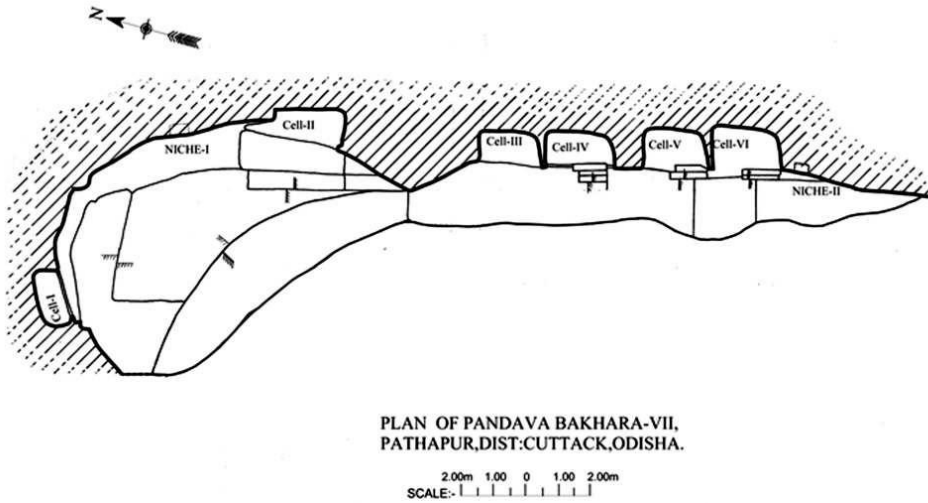 N
Cell-II
NICHE-I
Cell-III
Cell-IV
Cell-V
Cell-VI
NICHE-II
Cell-I
PLAN OF PANDAVA BAKHARA-VII,
PATHAPUR,DIST:CUTTACK,ODISHA.
2.00m 1.00 0 1.00 2.00m
SCALE:-